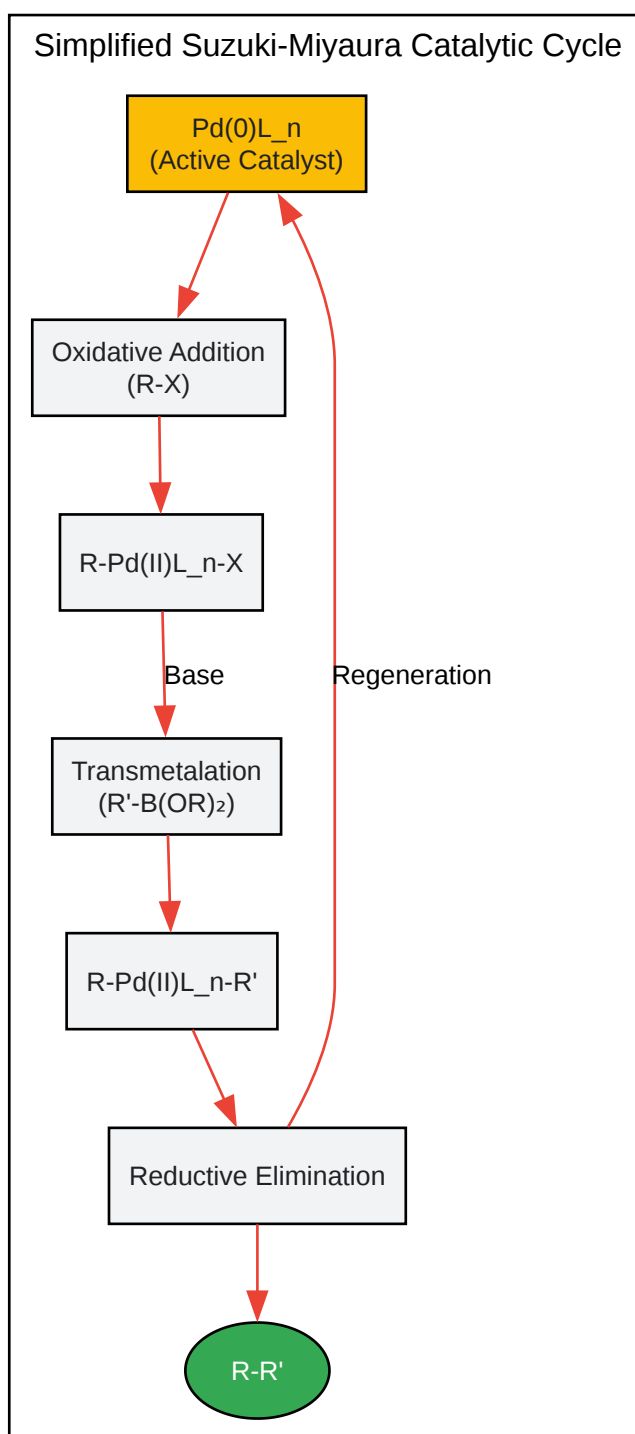 Simplified Suzuki-Miyaura Catalytic Cycle
Pd(0)L_n
(Active Catalyst)
Oxidative Addition
(R-X)
R-Pd(II)L_n-X
Base
Regeneration
Transmetalation
(R'-B(OR)₂)
R-Pd(II)L_n-R'
Reductive Elimination
R-R'